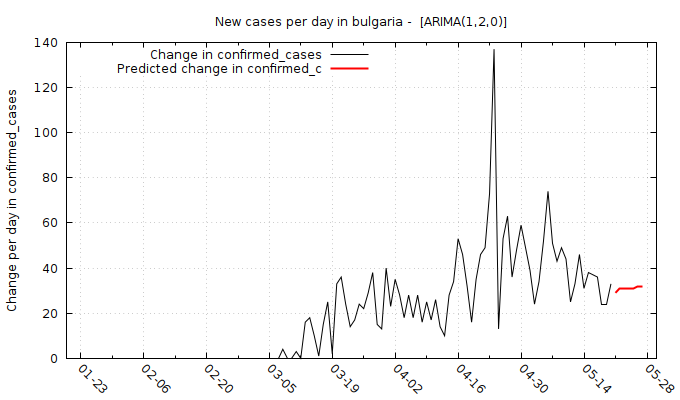 New cases per day in bulgaria -  [ARIMA(1,2,0)]
Change in confirmed_cases
Predicted change in confirmed_c
Change per day in confirmed_cases
140
120
100
80
60
40
20
0
01-23 02-06 02-20 03-05 03-19 04-02 04-16 04-30 05-14 05-28